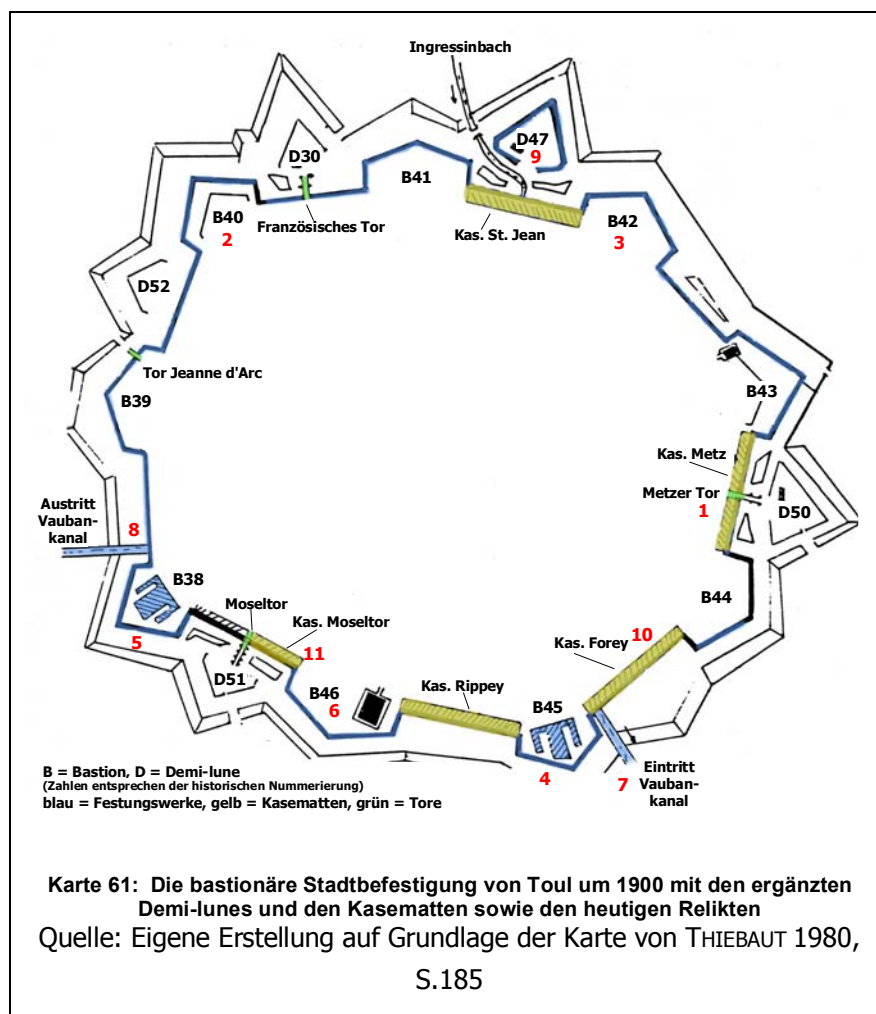 Ingressinbach
D47
9
D30
B41
B40
2
Französisches Tor
Kas. St. Jean
B42
3
D52
Tor Jeanne d'Arc
B39
B43
Kas. Metz
Metzer Tor
1
D50
Austritt
Vauban-
kanal
8
B38
Moseltor
Kas. Moseltor
5
11
D51
B44
10
Kas. Forey
B46
6
Kas. Rippey
B45
4
7
Eintritt
Vauban-
kanal
B = Bastion, D = Demi-lune
(Zahlen entsprechen der historischen Nummerierung)
blau = Festungswerke, gelb = Kasematten, grün = Tore
Karte 61: Die bastionäre Stadtbefestigung von Toul um 1900 mit den ergänzten
Demi-lunes und den Kasematten sowie den heutigen Relikten
Quelle: Eigene Erstellung auf Grundlage der Karte von THIEBAUT 1980,
S.185